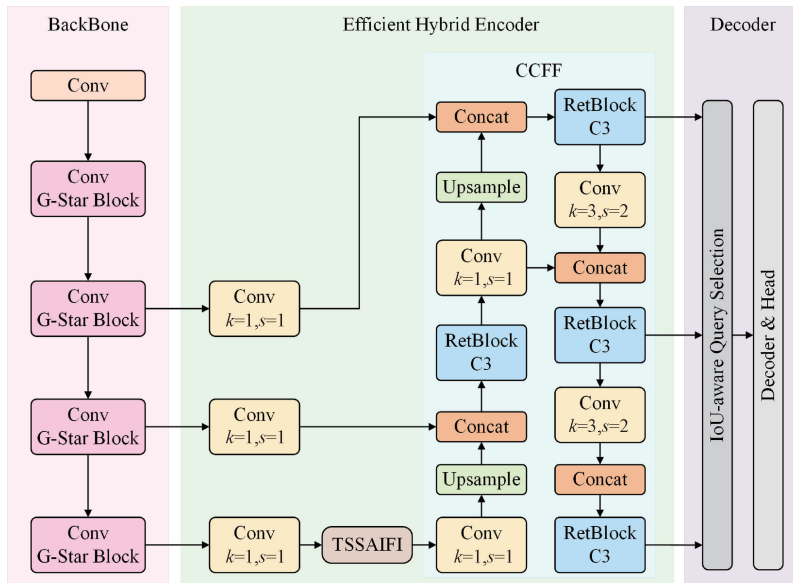 BackBone
Conv
Conv
G-Star Block
Conv
G-Star Block
Conv
G-Star Block
Conv
G-Star Block
Efficient Hybrid Encoder
Conv
k=1,s=1
Conv
k=1,s=1
Conv
k=1,s=1
TSSAIFI
CCFF
Concat
Upsample
Conv
k=1,s=1
RetBlock
C3
Concat
Upsample
Conv
k=1,s=1
RetBlock
C3
Conv
k=3,s=2
Concat
RetBlock
C3
Conv
k=3,s=2
Concat
RetBlock
C3
Decoder
IoU-aware Query Selection
Decoder & Head